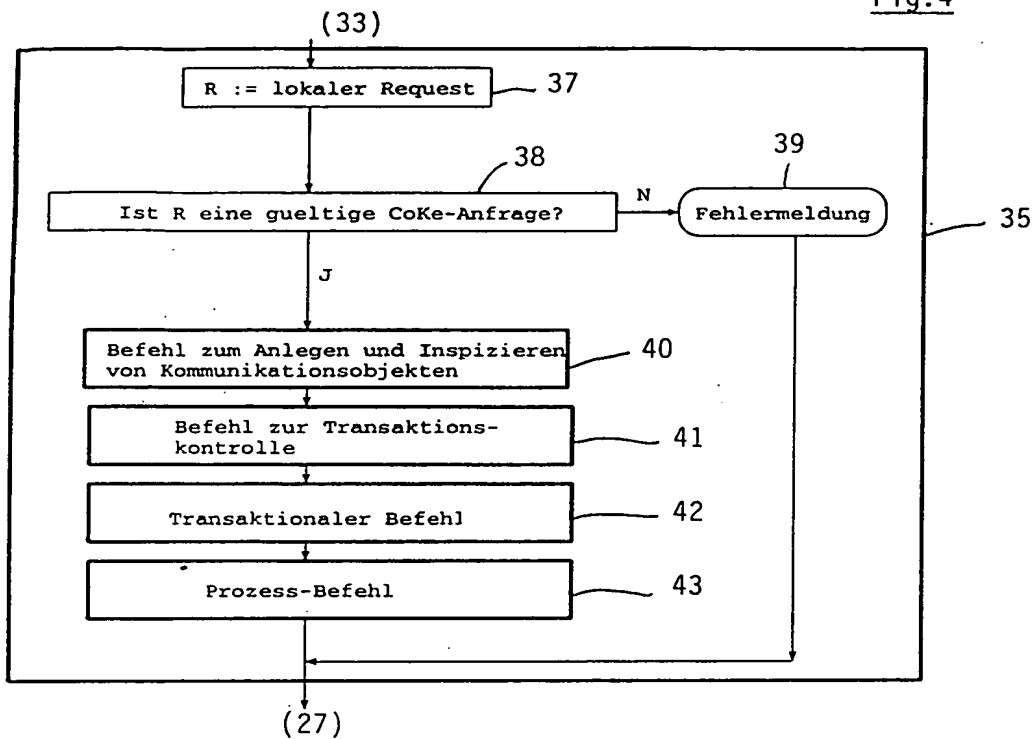 Fig.4
(33)
R := lokaler Request
37
38
39
Ist R eine gueltige CoKe-Anfrage?
N
Fehlermeldung
35
J
Befehl zum Anlegen und Inspizieren
von Kommunikationsobjekten
40
Befehl zur Transaktions-
kontrolle
41
Transaktionaler Befehl
42
Prozess-Befehl
43
(27)